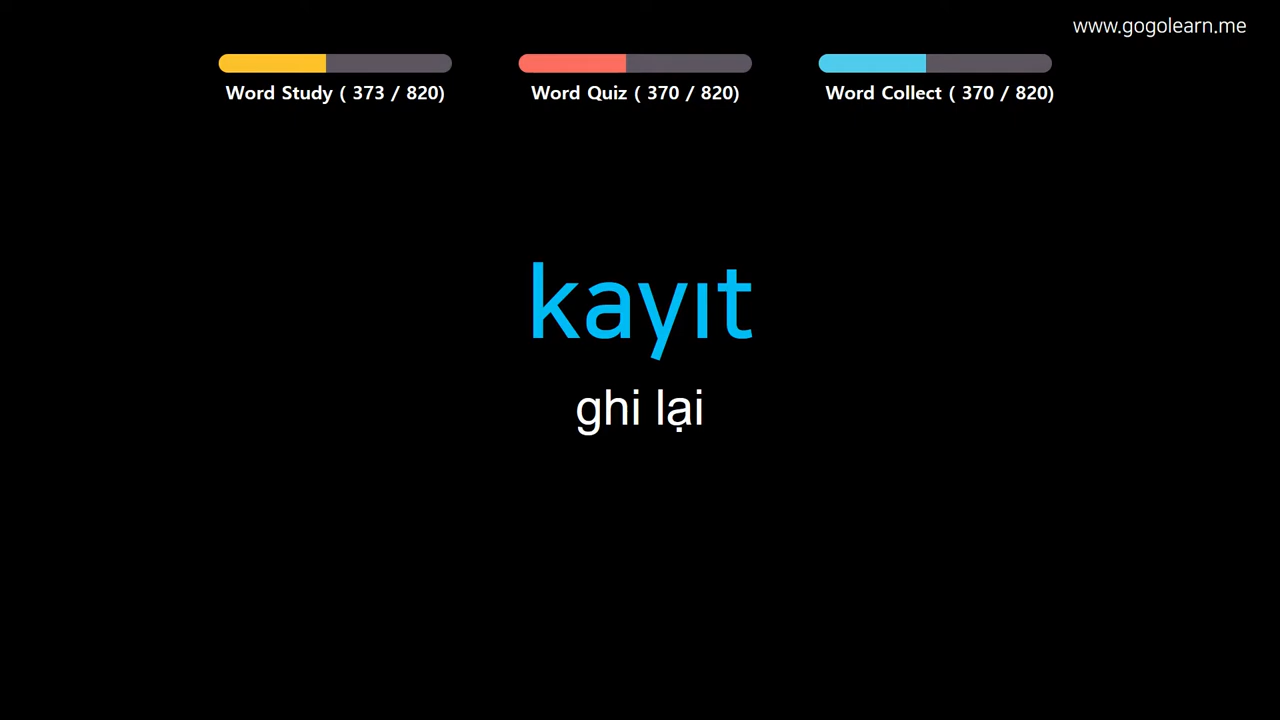 www.gogolearn.me
Word Study ( 373 / 820)
Word Quiz ( 370 / 820)
Word Collect ( 370 / 820)
kayıt
ghi lại